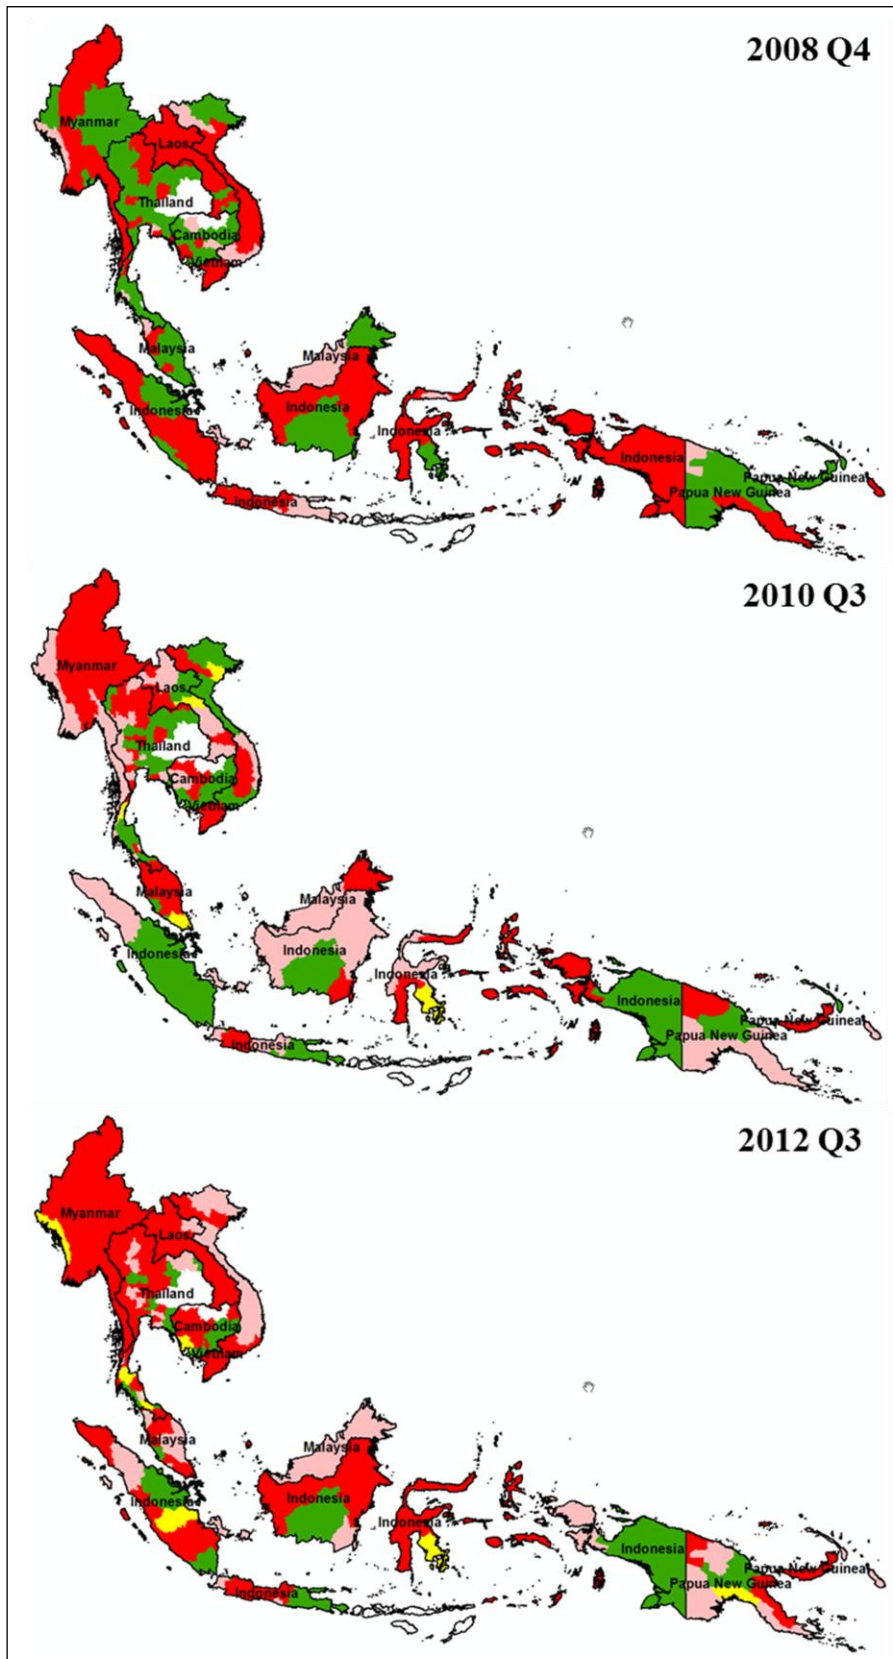 2008 Q4
Myanmar
Laos
Thailand
Cambodia
Vietnam
Malaysia
Malaysia
Indonesia
Indonesia
Indonesia
Indonesia
Papua New Guinea
Papua New Guinea
Indonesia
2010 Q3
Myanmar
Laos
Thailand
Cambodia
Vietnam
Malaysia
Malaysia
Indonesia
Indonesia
Indonesia
Indonesia
Papua New Guinea
Papua New Guinea
Indonesia
2012 Q3
Myanmar
Laos
Thailand
Cambodia
Vietnam
Malaysia
Malaysia
Indonesia
Indonesia
Indonesia
Indonesia
Papua New Guinea
Papua New Guinea
Indonesia